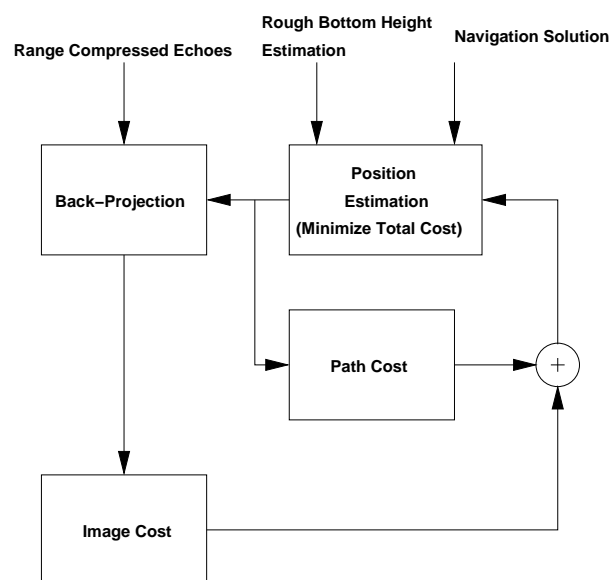 Rough Bottom Height
Estimation
Navigation Solution
Range Compressed Echoes
Back−Projection
Position
Estimation
(Minimize Total Cost)
Path Cost
+
Image Cost